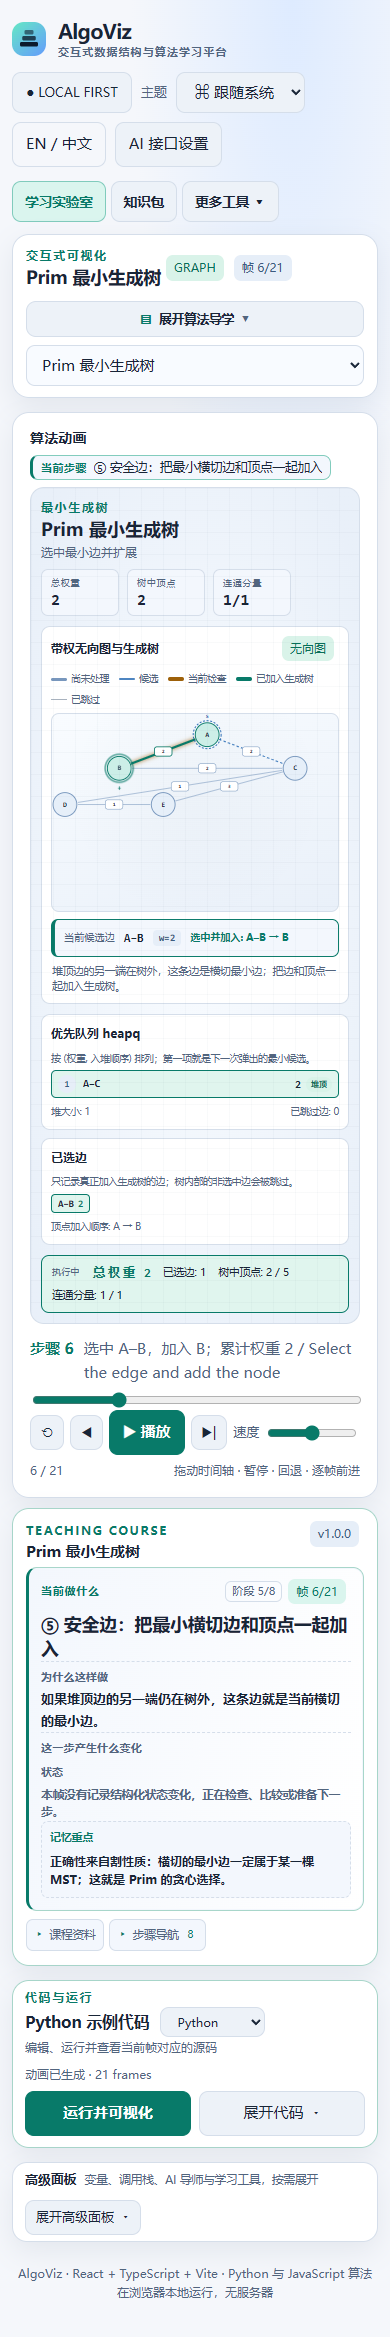 AlgoViz
交互式数据结构与算法学习平台
● LOCAL FIRST 主题 ⌘ 跟随系统
EN / 中文 AI 接口设置
学习实验室 知识包 更多工具 ▾
交互式可视化
Prim 最小生成树 GRAPH 帧 6/21
▤ 展开算法导学 ▼
Prim 最小生成树
算法动画
当前步骤 ⑤ 安全边：把最小横切边和顶点一起加入
最小生成树
Prim 最小生成树
选中最小边并扩展
总权重 树中顶点 连通分量
2 2 1/1
带权无向图与生成树 无向图
尚未处理 候选 当前检查 已加入生成树
已跳过
A
2 2
B 2 C
1 3
D 1 E
当前候选边 A–B w=2 选中并加入: A–B → B
堆顶边的另一端在树外，这条边是横切最小边；把边和顶点一
起加入生成树。
优先队列 heapq
按 (权重, 入堆顺序) 排列；第一项就是下一次弹出的最小候选。
1 A–C 2 堆顶
堆大小: 1 已跳过边: 0
已选边
只记录真正加入生成树的边；树内部的非选中边会被跳过。
A–B 2
顶点加入顺序: A → B
执行中 总权重 2 已选边: 1 树中顶点: 2 / 5
连通分量: 1 / 1
步骤 6 选中 A–B，加入 B；累计权重 2 / Select
the edge and add the node
⟲ ◀ ▶ 播放 ▶| 速度
6 / 21 拖动时间轴 · 暂停 · 回退 · 逐帧前进
TEACHING COURSE v1.0.0
Prim 最小生成树
当前做什么 阶段 5/8 帧 6/21
⑤ 安全边：把最小横切边和顶点一起加
入
为什么这样做
如果堆顶边的另一端仍在树外，这条边就是当前横切
的最小边。
这一步产生什么变化
状态
本帧没有记录结构化状态变化，正在检查、比较或准备下一
步。
记忆重点
正确性来自割性质：横切的最小边一定属于某一棵
MST；这就是 Prim 的贪心选择。
‣ 课程资料 ‣ 步骤导航 8
代码与运行
Python 示例代码 Python
编辑、运行并查看当前帧对应的源码
动画已生成 · 21 frames
运行并可视化 展开代码
高级面板 变量、调用栈、AI 导师与学习工具，按需展开
展开高级面板
AlgoViz · React + TypeScript + Vite · Python 与 JavaScript 算法
在浏览器本地运行，无服务器